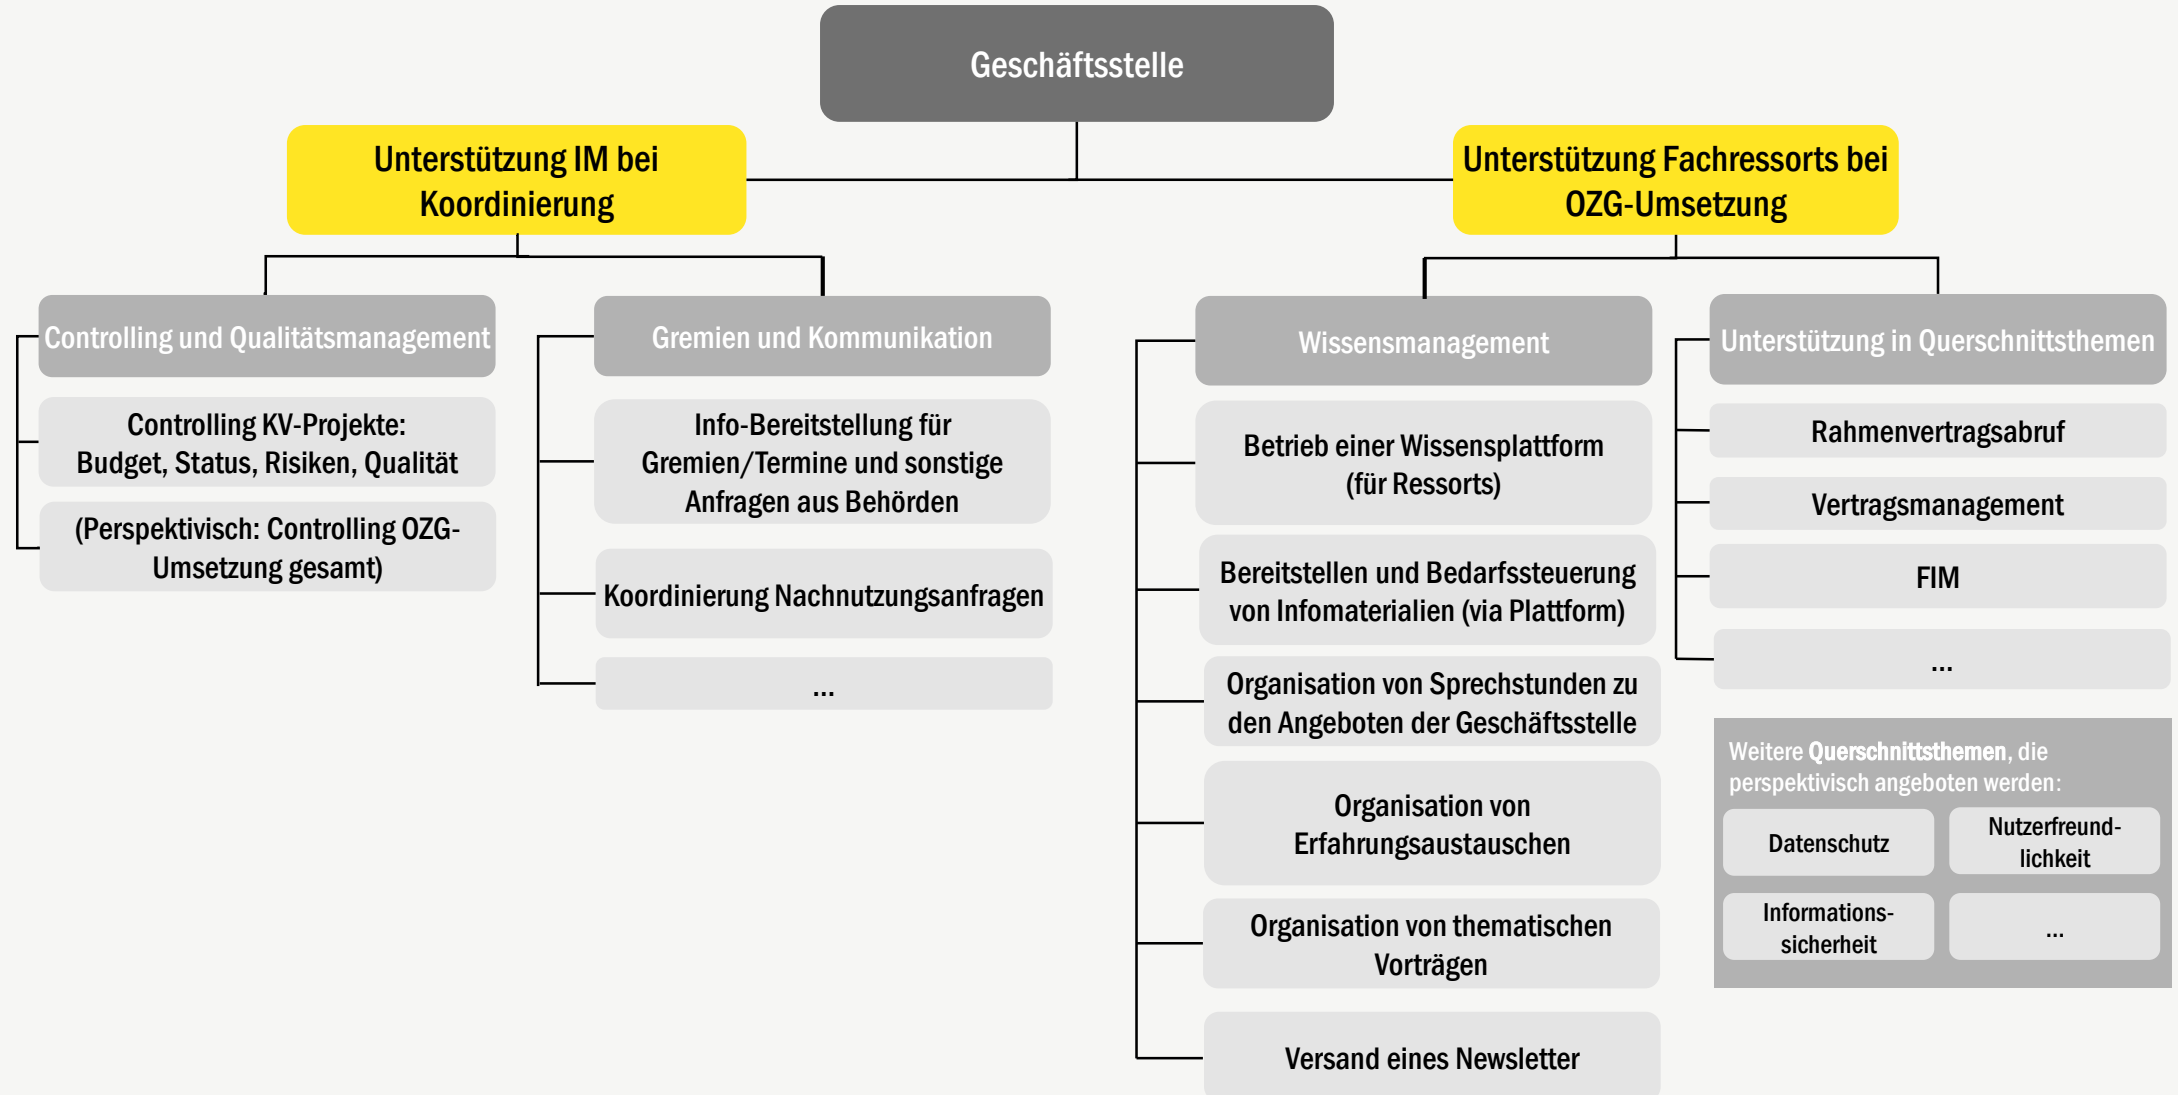 Geschäftsstelle
Unterstützung IM bei
Koordinierung
Unterstützung Fachressorts bei
OZG-Umsetzung
Controlling und Qualitätsmanagement
Controlling KV-Projekte:
Budget, Status, Risiken, Qualität
(Perspektivisch: Controlling OZG-
Umsetzung gesamt)
Gremien und Kommunikation
Info-Bereitstellung für
Gremien/Termine und sonstige
Anfragen aus Behörden
Koordinierung Nachnutzungsanfragen
...
Wissensmanagement
Betrieb einer Wissensplattform
(für Ressorts)
Bereitstellen und Bedarfssteuerung
von Infomaterialien (via Plattform)
Organisation von Sprechstunden zu
den Angeboten der Geschäftsstelle
Organisation von
Erfahrungsaustauschen
Organisation von thematischen
Vorträgen
Versand eines Newsletter
Unterstützung in Querschnittsthemen
Rahmenvertragsabruf
Vertragsmanagement
FIM
...
Weitere Querschnittsthemen, die
perspektivisch angeboten werden:
Datenschutz
Nutzerfreund-
lichkeit
Informations-
sicherheit
...